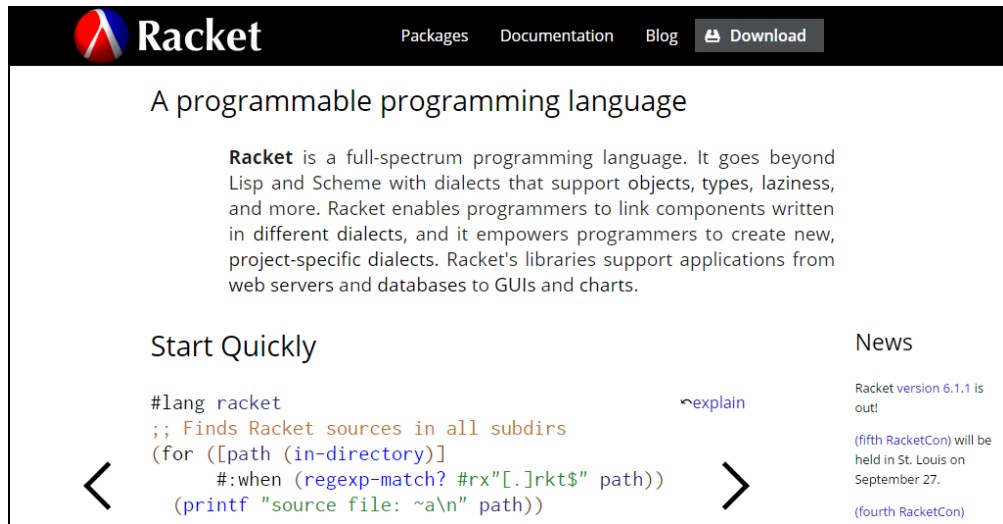 Racket
Packages Documentation Blog Download
A programmable programming language
Racket is a full-spectrum programming language. It goes beyond
Lisp and Scheme with dialects that support objects, types, laziness,
and more. Racket enables programmers to link components written
in different dialects, and it empowers programmers to create new,
project-specific dialects. Racket's libraries support applications from
web servers and databases to GUIs and charts.
Start Quickly
#lang racket
explain
;; Finds Racket sources in all subdirs
(for ([path (in-directory)]
#:when (regexp-match? #rx"[.]rkt$" path))
(printf "source file: ~a\n" path))
News
Racket version 6.1.1 is
out!
(fifth RacketCon) will be
held in St. Louis on
September 27.
(fourth RacketCon)